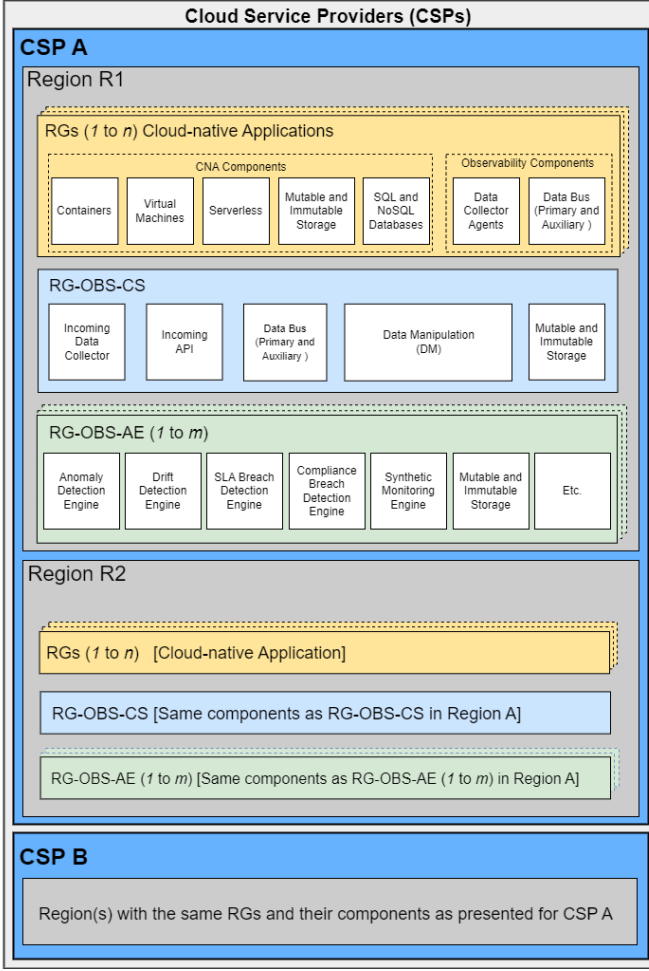 Cloud Service Providers (CSPs)
CSP A
Region R1
RGs (1 to n) Cloud-native Applications
CNA Components
Containers
Virtual
Machines
Serverless
Mutable and
Immutable
Storage
SQL and
NoSQL
Databases
Observability Components
Data
Collector
Agents
Data Bus
(Primary and
Auxiliary )
RG-OBS-CS
Incoming
Data
Collector
Incoming
API
Data Bus
(Primary and
Auxiliary )
Data Manipulation
(DM)
Mutable and
Immutable
Storage
RG-OBS-AE (1 to m)
Anomaly
Detection
Engine
Drift
Detection
Engine
SLA Breach
Detection
Engine
Compliance
Breach
Detection
Engine
Synthetic
Monitoring
Engine
Mutable and
Immutable
Storage
Etc.
Region R2
RGs (1 to n) [Cloud-native Application]
RG-OBS-CS [Same components as RG-OBS-CS in Region A]
RG-OBS-AE (1 to m) [Same components as RG-OBS-AE (1 to m) in Region A]
CSP B
Region(s) with the same RGs and their components as presented for CSP A